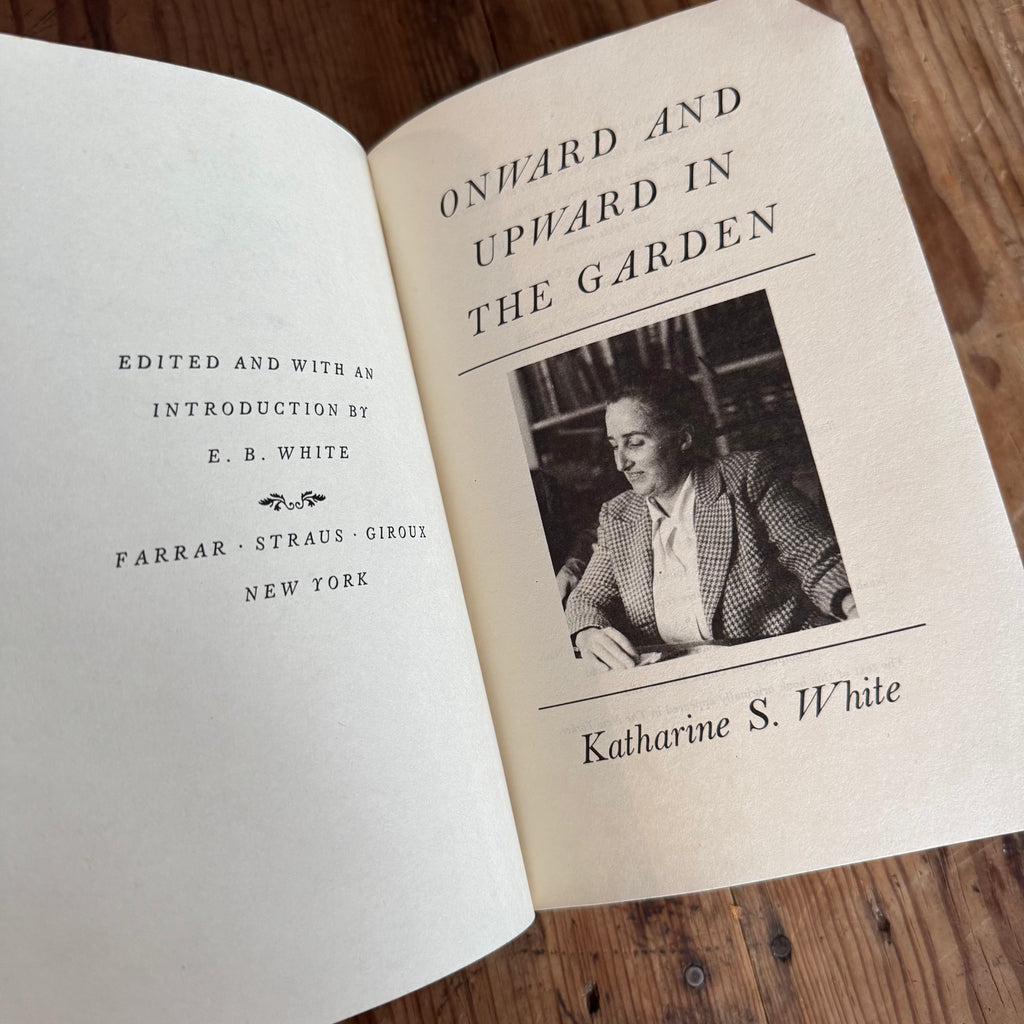 EDITED AND WITH AN
INTRODUCTION BY
E. B. WHITE
FARRAR · STRAUS · GIROUX
NEW YORK
ONWARD AND
UPWARD IN
THE GARDEN
Katharine S. White